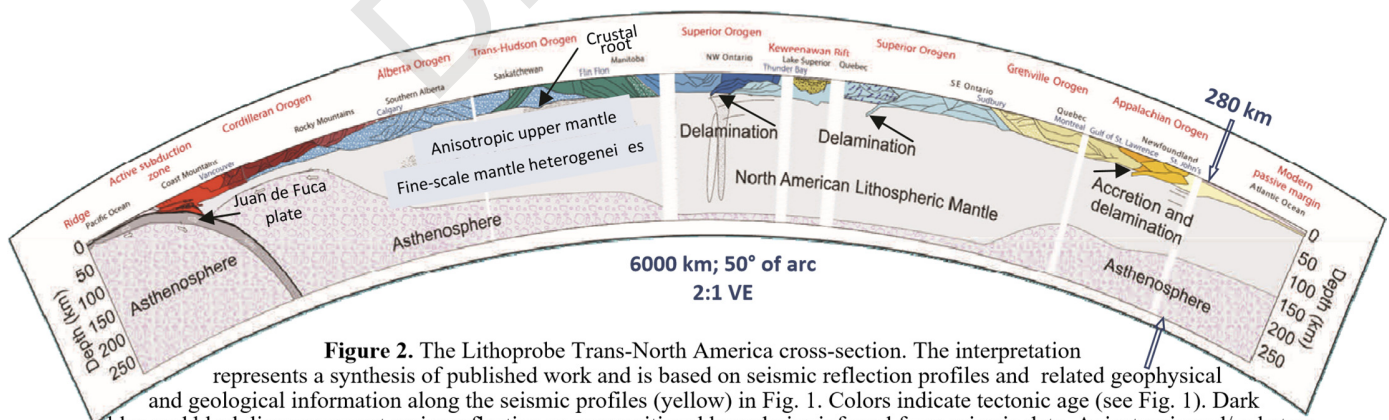 Ridge
Pacific Ocean
Active subduction
zone
Coast Mountains
Vancouver
Cordilleran Orogen
Rocky Mountains
Alberta Orogen
Southern Alberta
Calgary
Trans-Hudson Orogen
Saskatchewan
Flin Flon
Manitoba
Crustal
root
Superior Orogen
NW Ontario
Keweenawan Rift
Lake Superior
Thunder Bay
Quebec
Superior Orogen
SE Ontario
Sudbury
Grenville Orogen
Quebec
Montreal
Gulf of St. Lawrence
Appalachian Orogen
Newfoundland
St. John's
280 km
Modern
passive margin
Atlantic Ocean
Juan de Fuca
plate
Anisotropic upper mantle
Fine-scale mantle heterogenei es
Delamination
Delamination
North American Lithospheric Mantle
Accretion and
delamination
Asthenosphere
Asthenosphere
Asthenosphere
0
50
100
150
200
250
Depth (km)
0
50
100
150
200
250
Depth (km)
6000 km; 50° of arc
2:1 VE
Figure 2. The Lithoprobe Trans-North America cross-section. The interpretation
represents a synthesis of published work and is based on seismic reflection profiles and related geophysical
and geological information along the seismic profiles (yellow) in Fig. 1. Colors indicate tectonic age (see Fig. 1). Dark